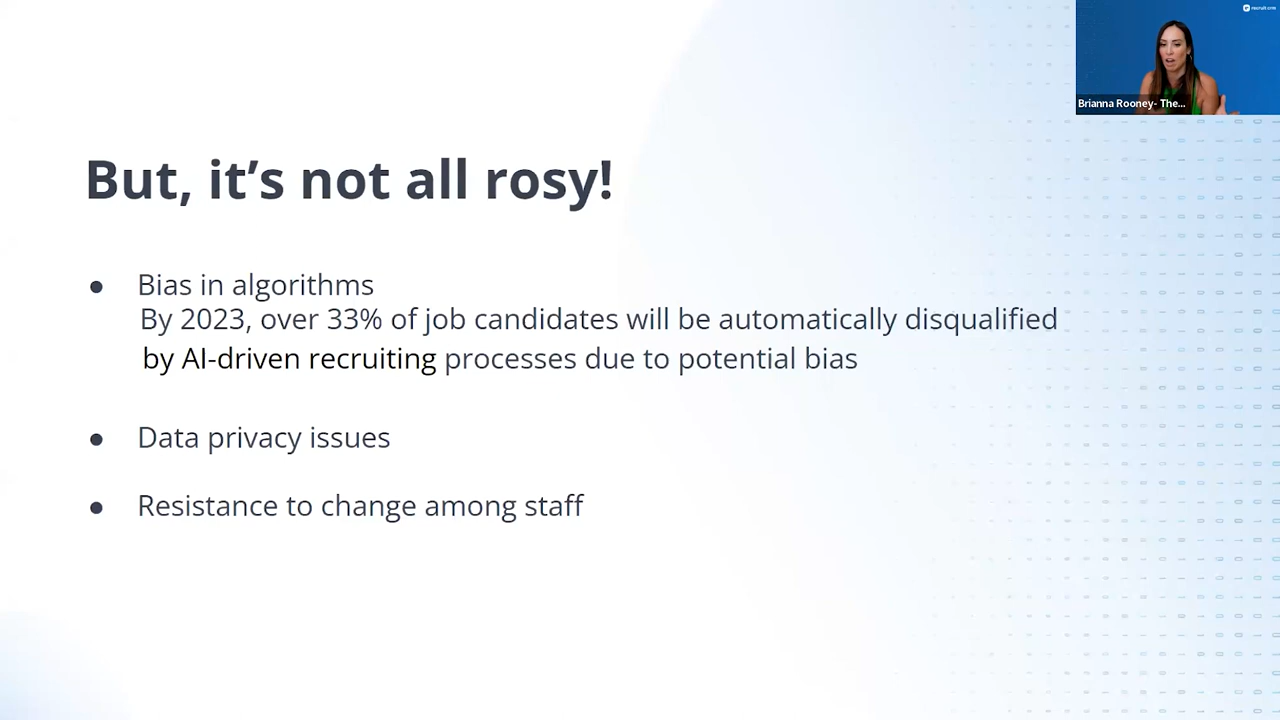 recruit crm
Brianna Rooney- The...
But, it's not all rosy!
● Bias in algorithms
By 2023, over 33% of job candidates will be automatically disqualified
by AI-driven recruiting processes due to potential bias
● Data privacy issues
● Resistance to change among staff